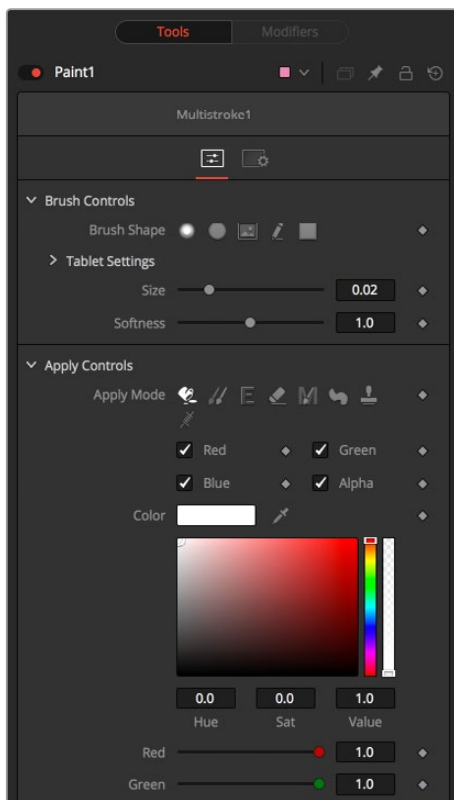 Tools Modifiers
Paint1
Multistroke1
Brush Controls
Brush Shape
Tablet Settings
Size 0.02
Softness 1.0
Apply Controls
Apply Mode
Red Green
Blue Alpha
Color
0.0 0.0 1.0
Hue Sat Value
Red 1.0
Green 1.0